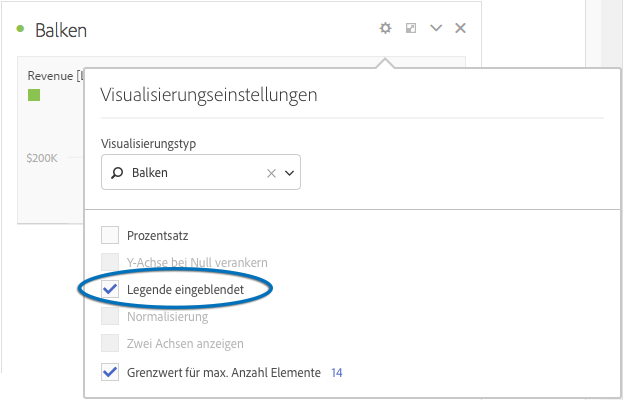 Balken
Revenue
Visualisierungseinstellungen
Visualisierungstyp
$200K
Balken
Prozentsatz
Y-Achse bei Null verankern
Legende eingeblendet
Normalisierung
Zwei Achsen anzeigen
Grenzwert für max. Anzahl Elemente 14